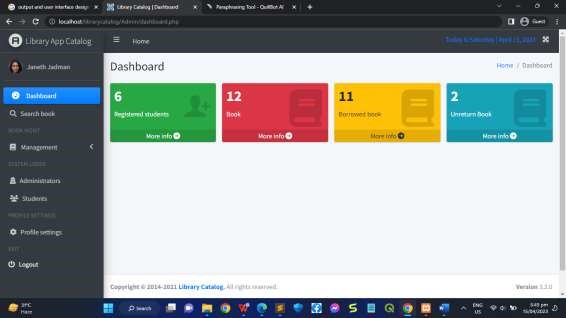 output and user interface design
Library Catalog | Dashboard
Paraphrasing Tool - QuillBot AI
localhost/librarycatalog/Admin/dashboard.php
Guest
Library App Catalog
Home
Today is Saturday | April 15, 2023
Janeth Jadman
Dashboard
Home / Dashboard
Dashboard
Search book
BOOK MGMT
Management
SYSTEM USERS
Administrators
Students
PROFILE SETTINGS
Profile settings
EXIT
Logout
6
Registered students
More info
12
Book
More info
11
Borrowed book
More info
2
Unreturn Book
More info
Copyright © 2014-2021 Library Catalog. All rights reserved.
Version 3.2.0
31°C
Haze
Search
ENG
US
5:45 pm
15/04/2023